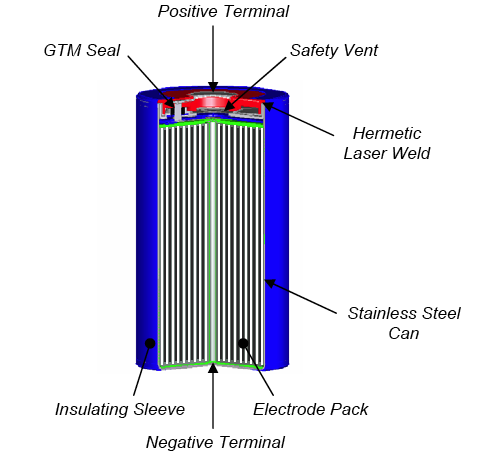 Positive Terminal
GTM Seal
Safety Vent
Hermetic
Laser Weld
Stainless Steel
Can
Insulating Sleeve
Electrode Pack
Negative Terminal